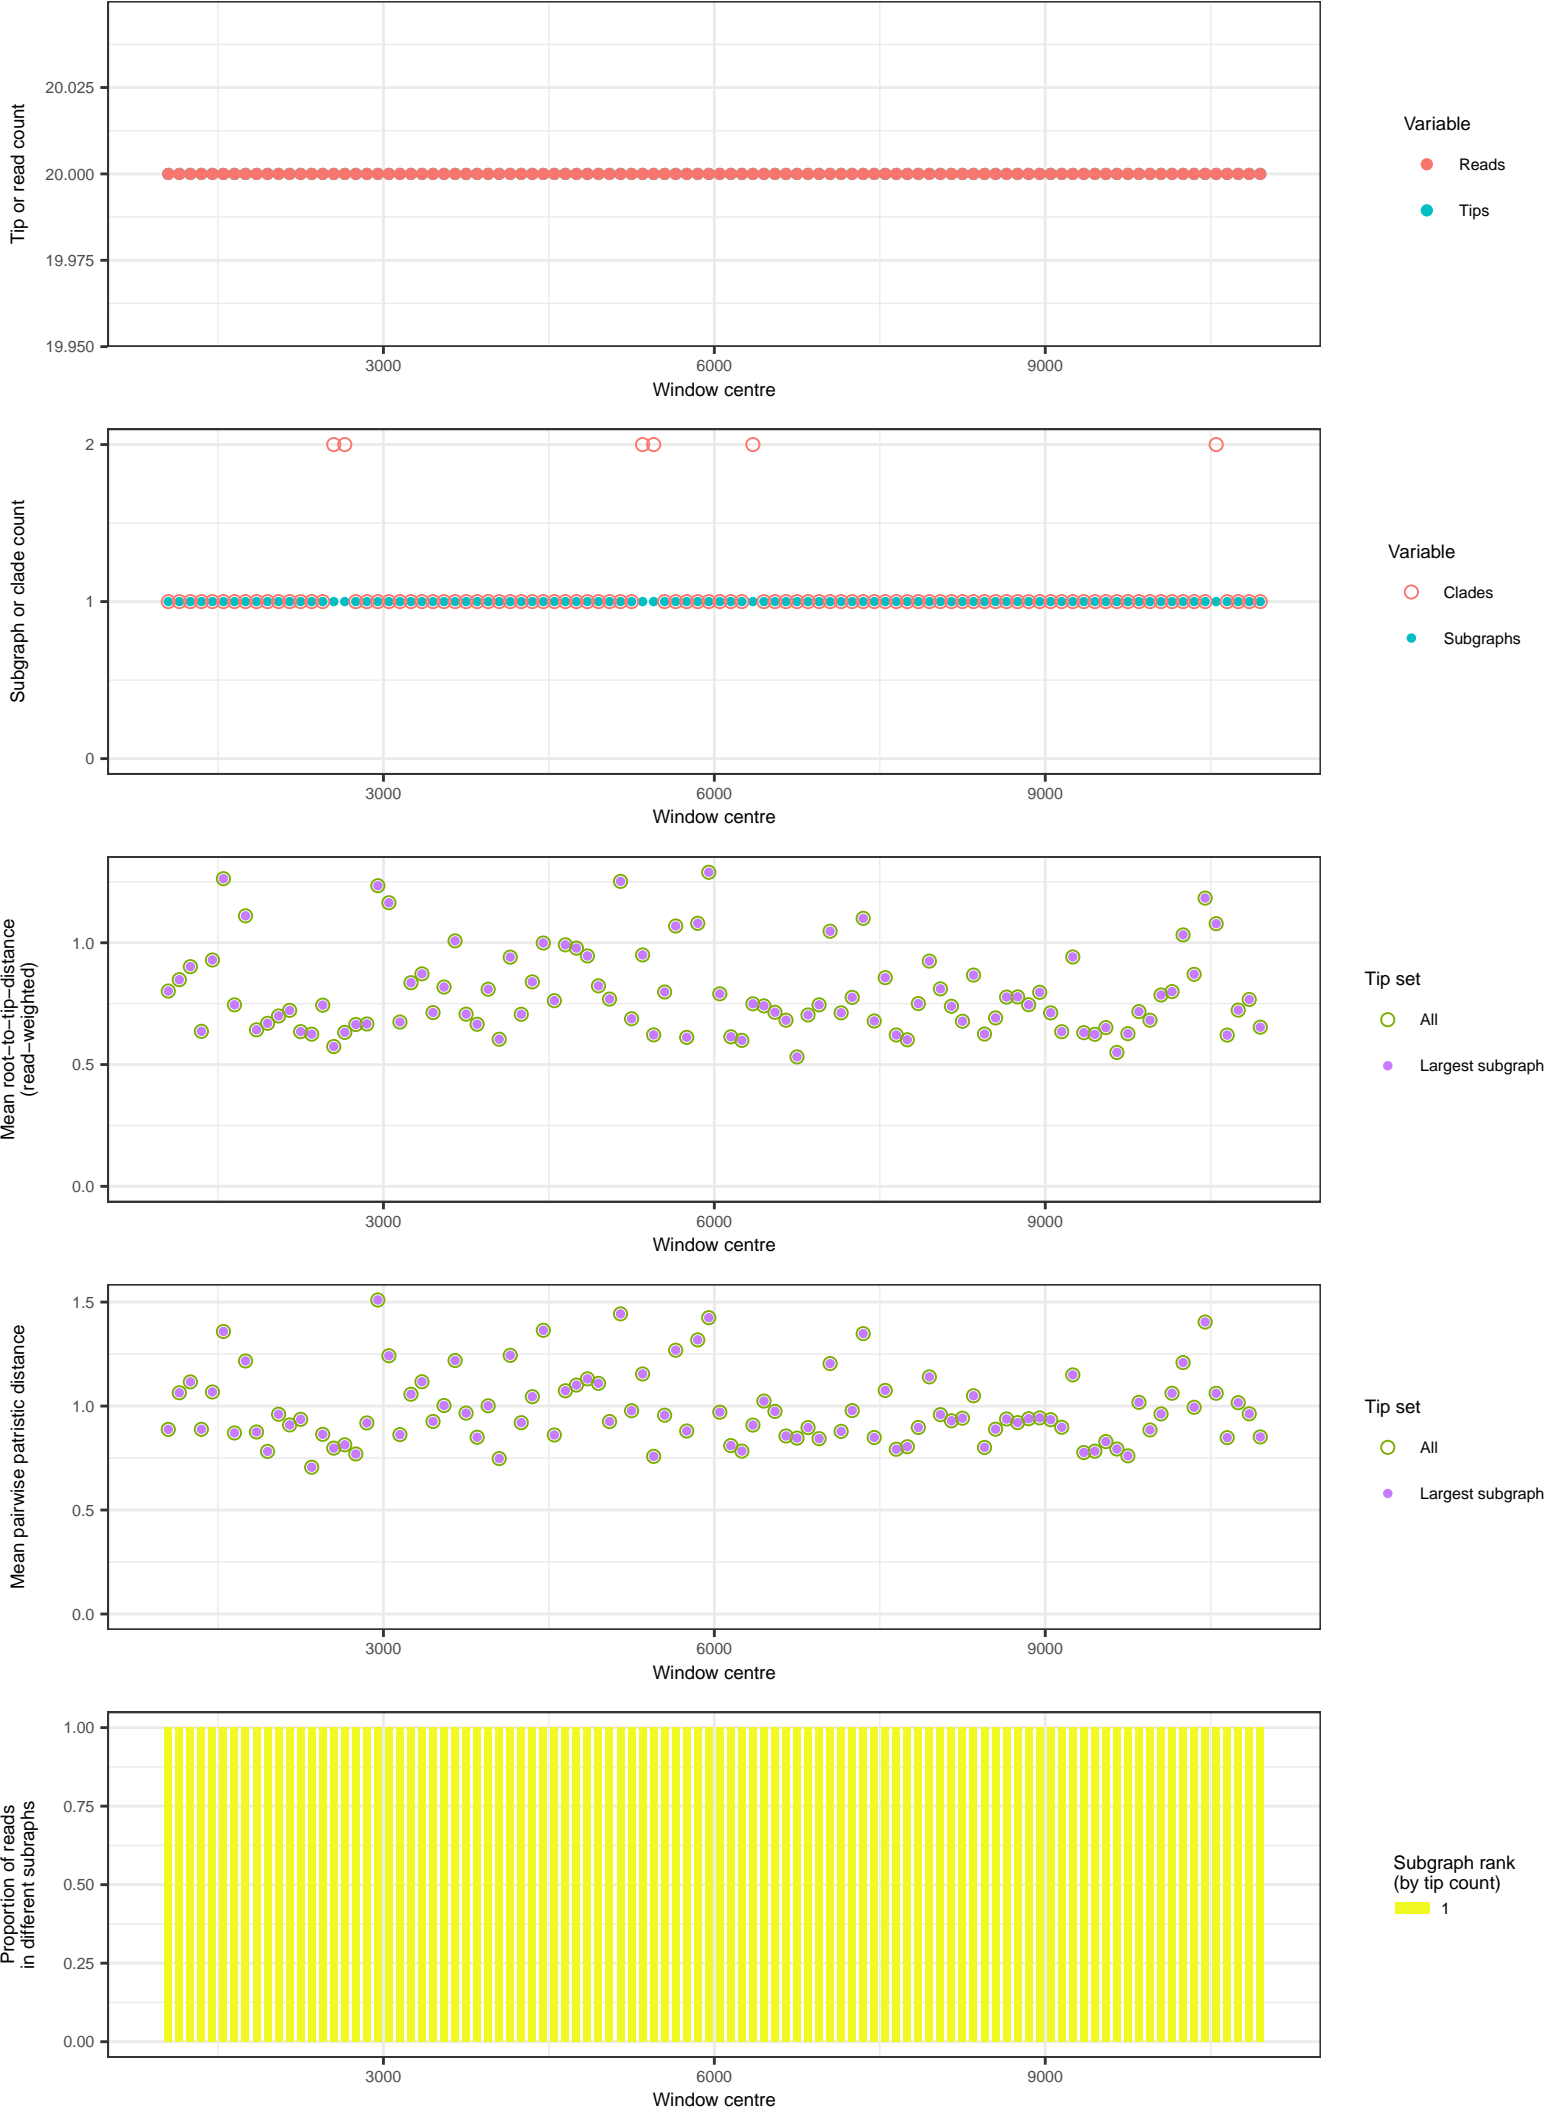 20.025
20.000
19.975
19.950
Tip or read count
3000 6000 9000
Window centre
Variable
Reads
Tips
2
1
0
Subgraph or clade count
3000 6000 9000
Window centre
Variable
Clades
Subgraphs
1.0
0.5
0.0
Mean root−to−tip−distance
(read−weighted)
3000 6000 9000
Window centre
Tip set
All
Largest subgraph
1.5
1.0
0.5
0.0
Mean pairwise patristic distance
3000 6000 9000
Window centre
Tip set
All
Largest subgraph
1.00
0.75
0.50
0.25
0.00
Proportion of reads
in different subraphs
3000 6000 9000
Window centre
Subgraph rank
(by tip count)
1